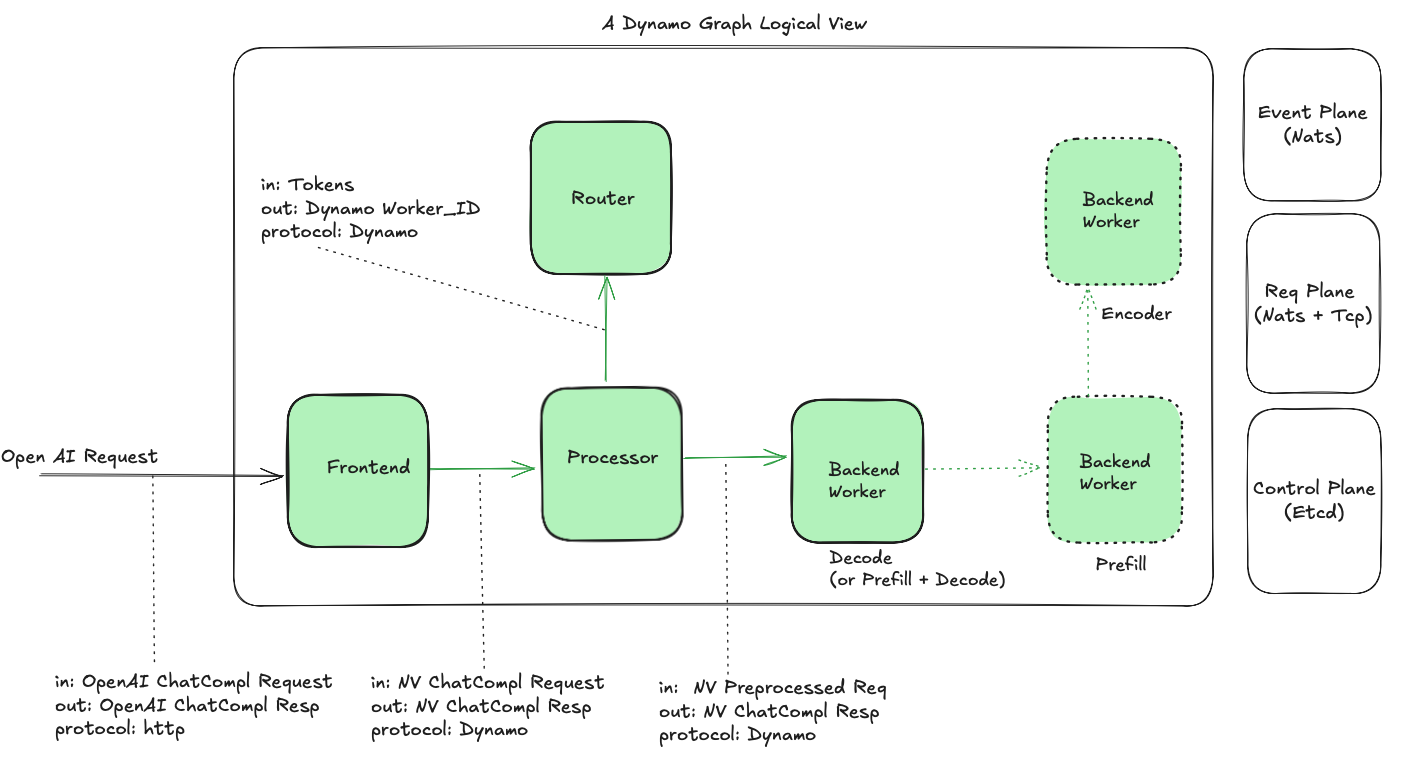 A Dynamo Graph Logical View
Event Plane
(Nats)
in: Tokens
out: Dynamo Worker_ID
protocol: Dynamo
Router
Backend
Worker
Encoder
Req Plane
(Nats + Tcp)
Open AI Request
Frontend
Processor
Backend
Worker
Decode
(or Prefill + Decode)
Backend
Worker
Prefill
Control Plane
(Etcd)
in: OpenAI ChatCompl Request
out: OpenAI ChatCompl Resp
protocol: http
in: NV ChatCompl Request
out: NV ChatCompl Resp
protocol: Dynamo
in: NV Preprocessed Req
out: NV ChatCompl Resp
protocol: Dynamo